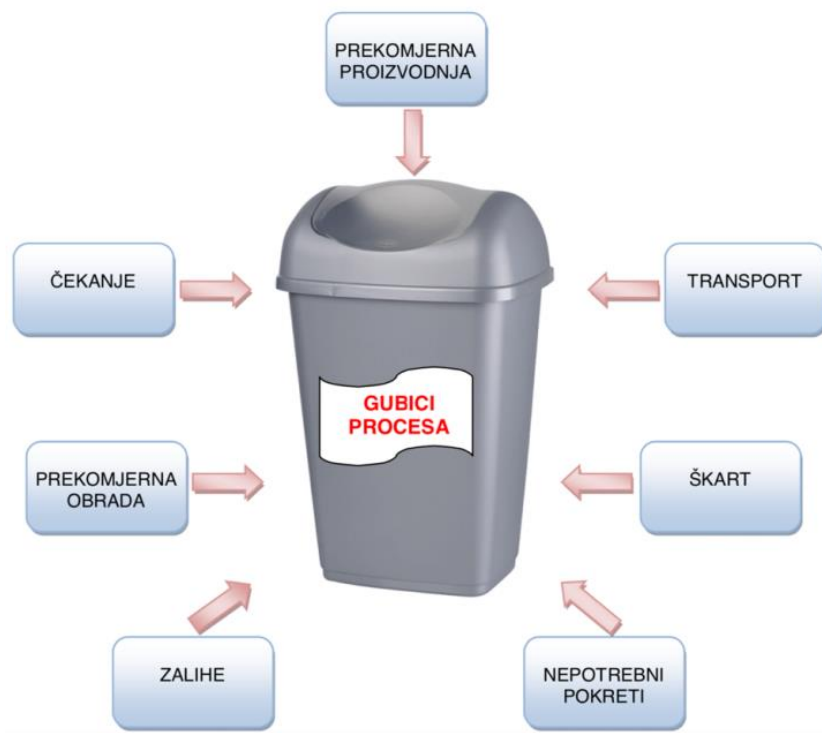 PREKOMJERNA
PROIZVODNJA
ČEKANJE
TRANSPORT
GUBICI
PROCESA
PREKOMJERNA
OBRADA
ŠKART
ZALIHE
NEPOTREBNI
POKRETI